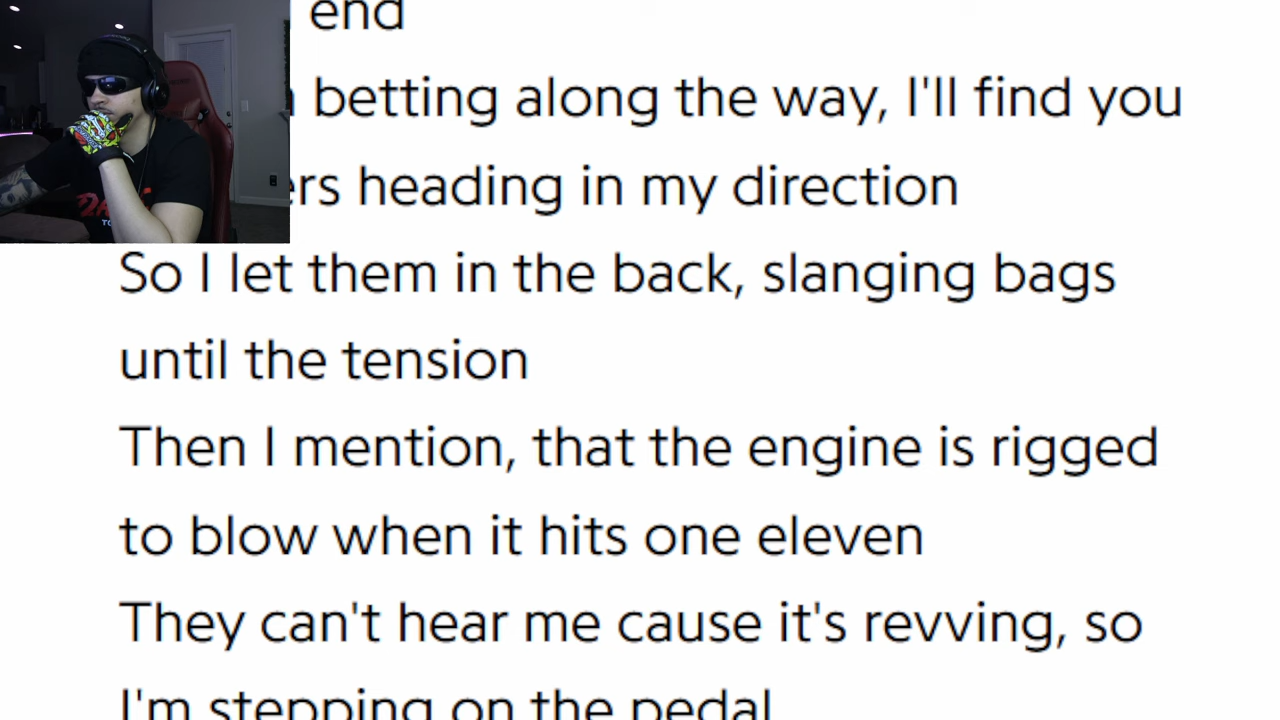 end
betting along the way, I'll find you
ers heading in my direction
So I let them in the back, slanging bags
until the tension
Then I mention, that the engine is rigged
to blow when it hits one eleven
They can't hear me cause it's revving, so
I'm stepping on the pedal